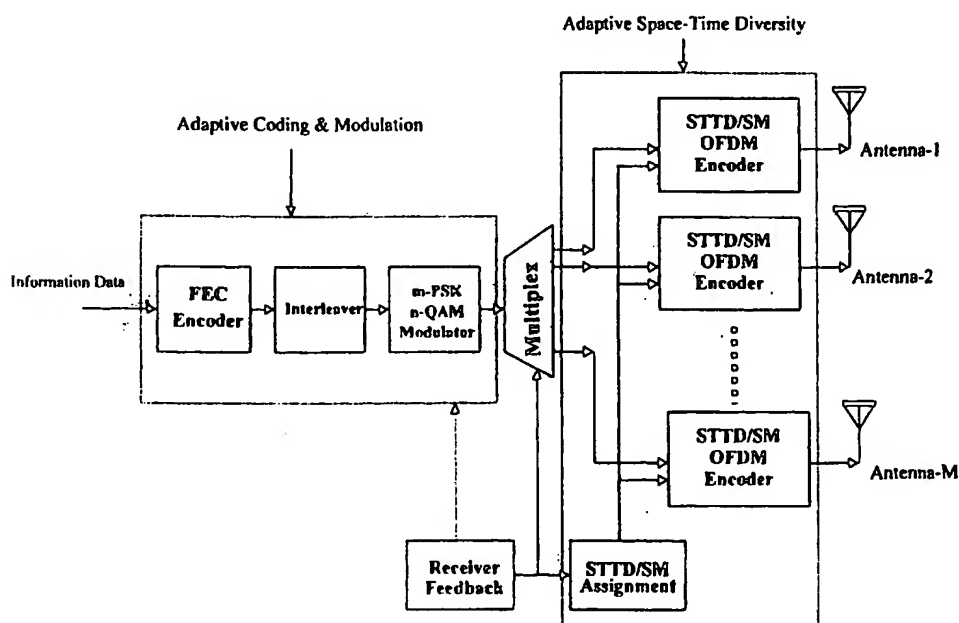 Adaptive Space-Time Diversity
Adaptive Coding & Modulation
STTD/SM
OFDM
Encoder
Antenna-1
Information Data
FEC
Encoder
Interleaver
m-PSK
n-QAM
Modulator
Multiplex
STTD/SM
OFDM
Encoder
Antenna-2
STTD/SM
OFDM
Encoder
Antenna-M
Receiver
Feedback
STTD/SM
Assignment